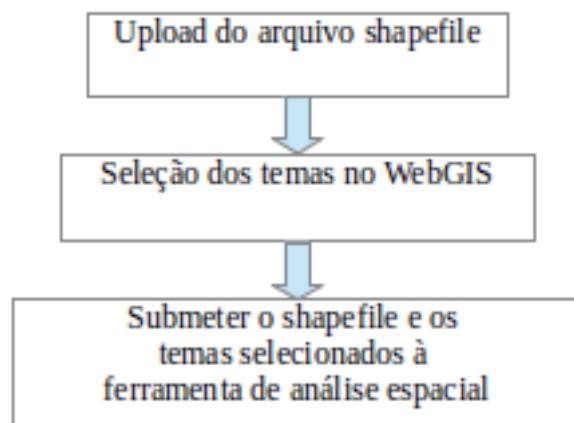 Upload do arquivo shapefile
Seleção dos temas no WebGIS
Submeter o shapefile e os
temas selecionados à
ferramenta de análise espacial